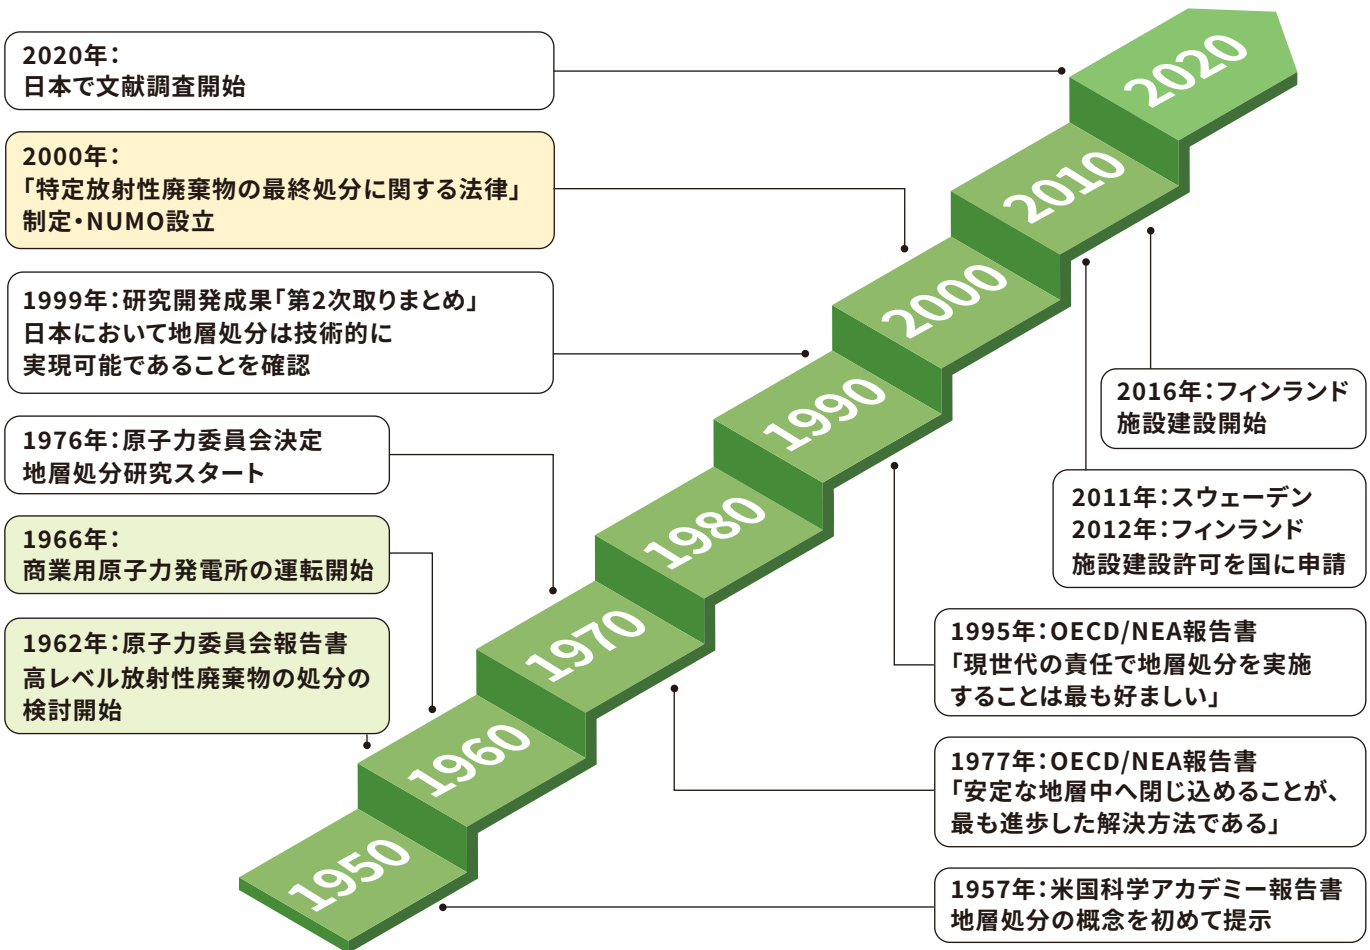 2020年：
日本で文献調査開始
2000年：
「特定放射性廃棄物の最終処分に関する法律」
制定・NUMO設立
1999年：研究開発成果「第2次取りまとめ」
日本において地層処分は技術的に
実現可能であることを確認
1976年：原子力委員会決定
地層処分研究スタート
1966年：
商業用原子力発電所の運転開始
1962年：原子力委員会報告書
高レベル放射性廃棄物の処分の
検討開始
2020
2010
2000
1990
1980
1970
1960
1950
2016年：フィンランド
施設建設開始
2011年：スウェーデン
2012年：フィンランド
施設建設許可を国に申請
1995年：OECD/NEA報告書
「現世代の責任で地層処分を実施
することは最も好ましい」
1977年：OECD/NEA報告書
「安定な地層中へ閉じ込めることが、
最も進歩した解決方法である」
1957年：米国科学アカデミー報告書
地層処分の概念を初めて提示